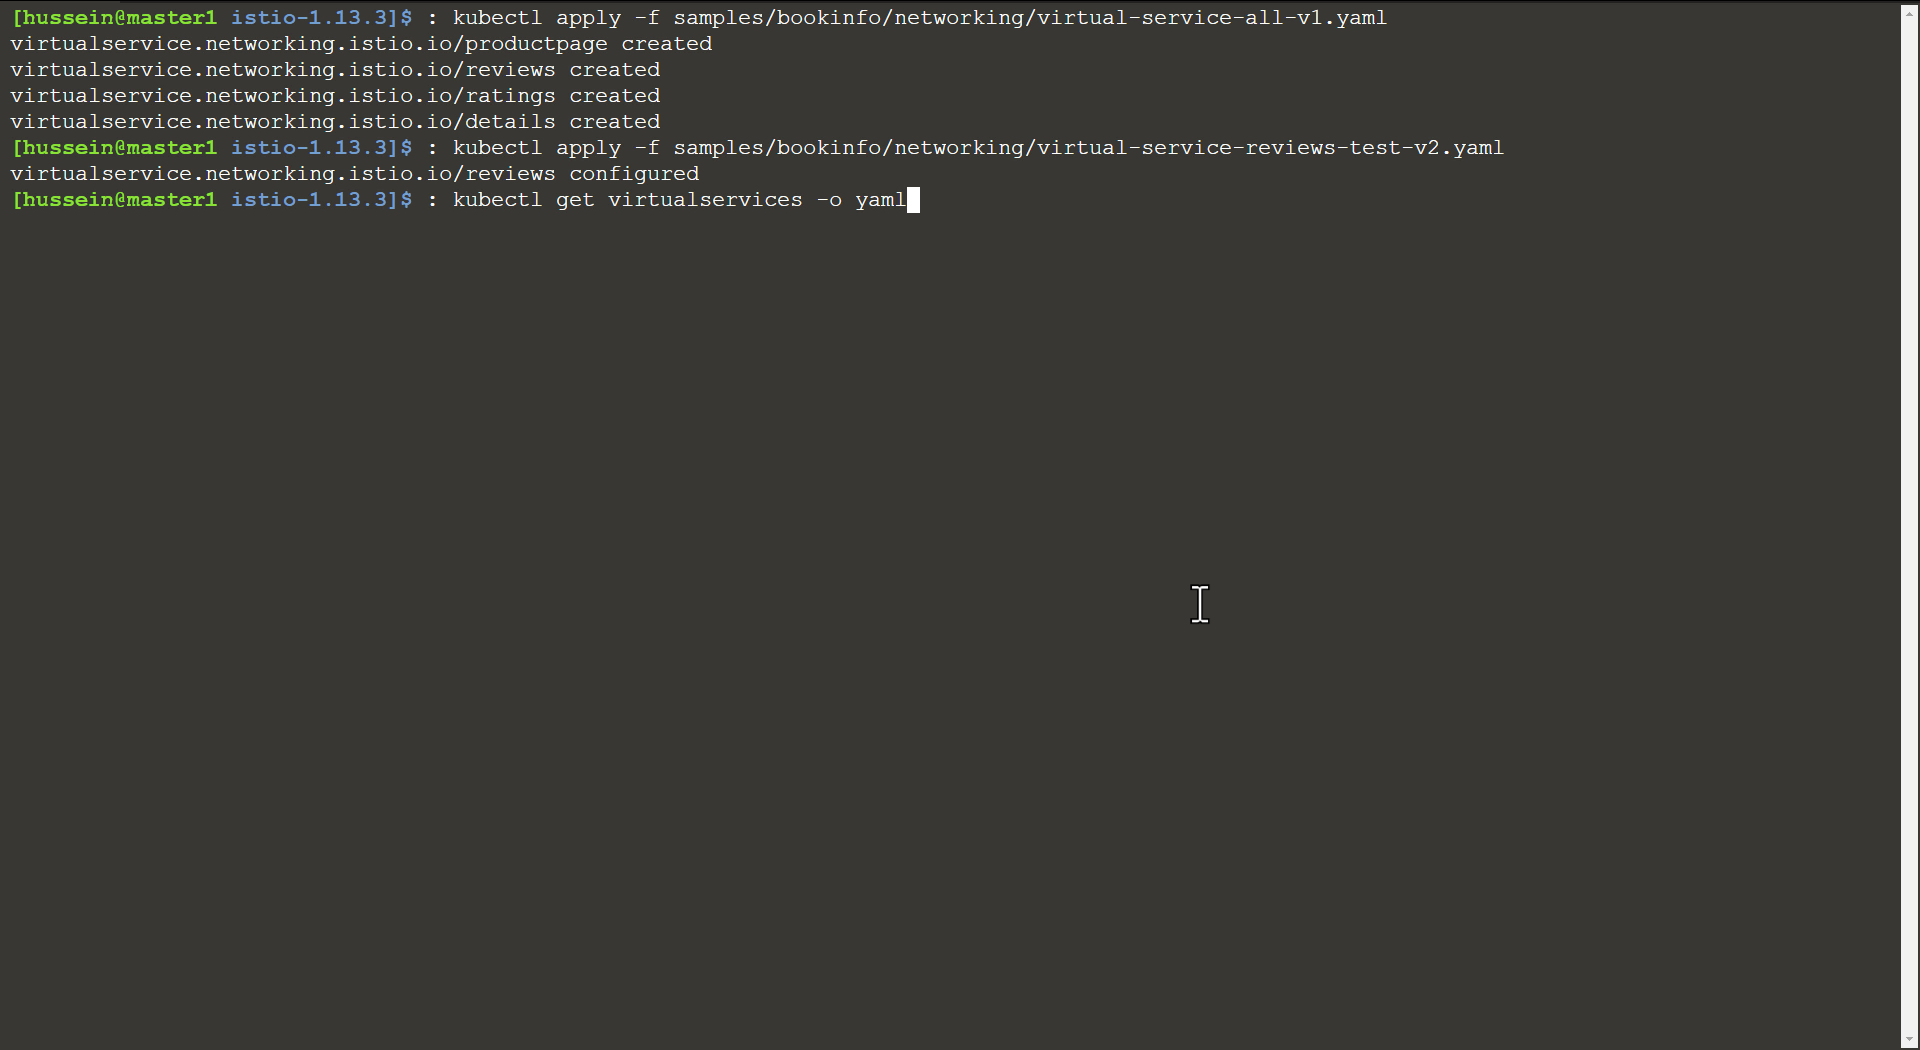 [hussein@master1 istio-1.13.3]$ : kubectl apply -f samples/bookinfo/networking/virtual-service-all-v1.yaml
virtualservice.networking.istio.io/productpage created
virtualservice.networking.istio.io/reviews created
virtualservice.networking.istio.io/ratings created
virtualservice.networking.istio.io/details created
[hussein@master1 istio-1.13.3]$ : kubectl apply -f samples/bookinfo/networking/virtual-service-reviews-test-v2.yaml
virtualservice.networking.istio.io/reviews configured
[hussein@master1 istio-1.13.3]$ : kubectl get virtualservices -o yaml